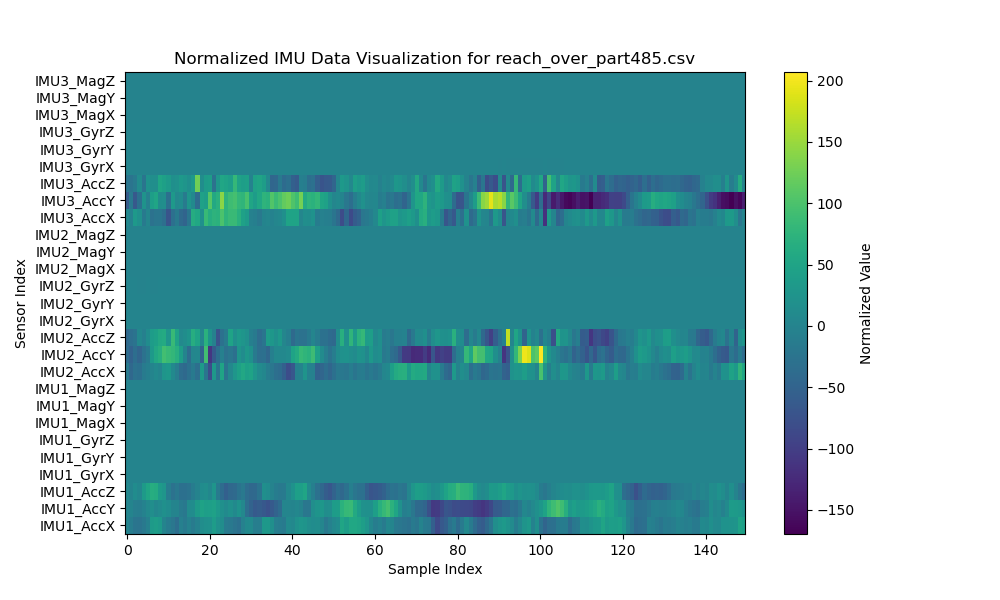 Normalized IMU Data Visualization for reach_over_part485.csv
IMU3_MagZ
IMU3_MagY
IMU3_MagX
IMU3_GyrZ
IMU3_GyrY
IMU3_GyrX
IMU3_AccZ
IMU3_AccY
IMU3_AccX
IMU2_MagZ
IMU2_MagY
IMU2_MagX
IMU2_GyrZ
IMU2_GyrY
IMU2_GyrX
IMU2_AccZ
IMU2_AccY
IMU2_AccX
IMU1_MagZ
IMU1_MagY
IMU1_MagX
IMU1_GyrZ
IMU1_GyrY
IMU1_GyrX
IMU1_AccZ
IMU1_AccY
IMU1_AccX
Sensor Index
0 20 40 60 80 100 120 140
Sample Index
200
150
100
50
0
−50
−100
−150
Normalized Value